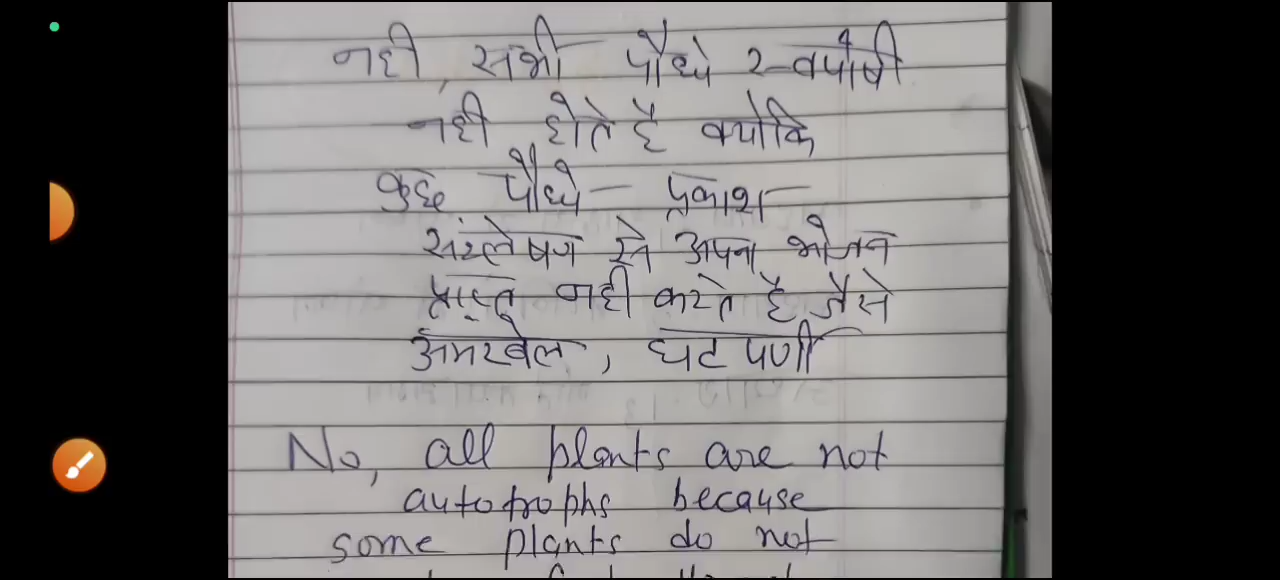 नही, सभी पौधे स्वपोषी
नही होते है क्योकि
कुछ पौधे प्रकाश
संश्लेषण से अपना भोजन
प्राप्त नही करते है जैसे
अमरबेल, घट पर्णी
No, all plants are not
autotrophs because
some plants do not